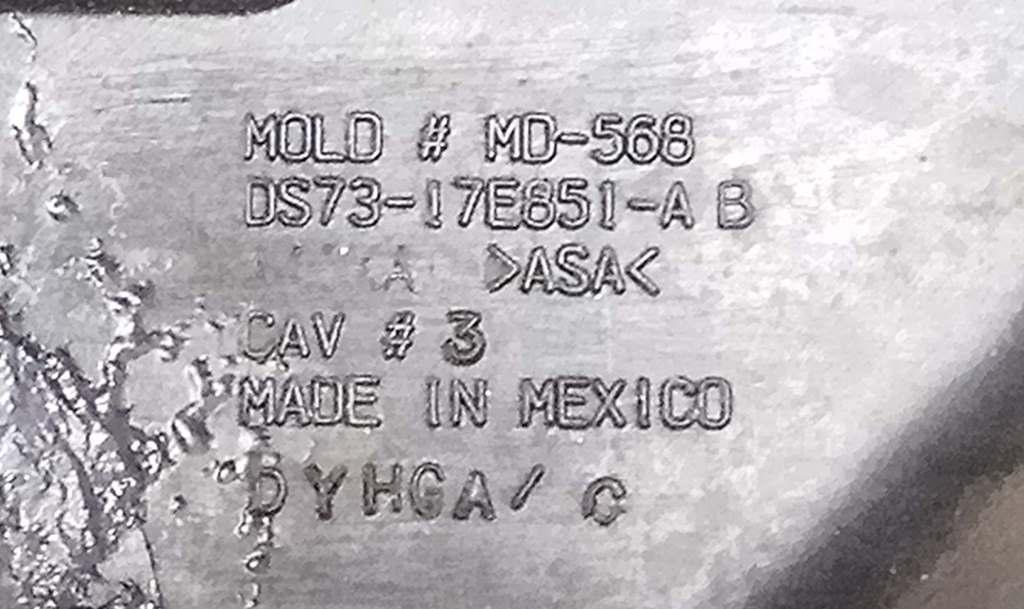 MOLD # MD-568
DS73-17E851-A B
>ASA<
CAV # 3
MADE IN MEXICO
DYHGA/ C